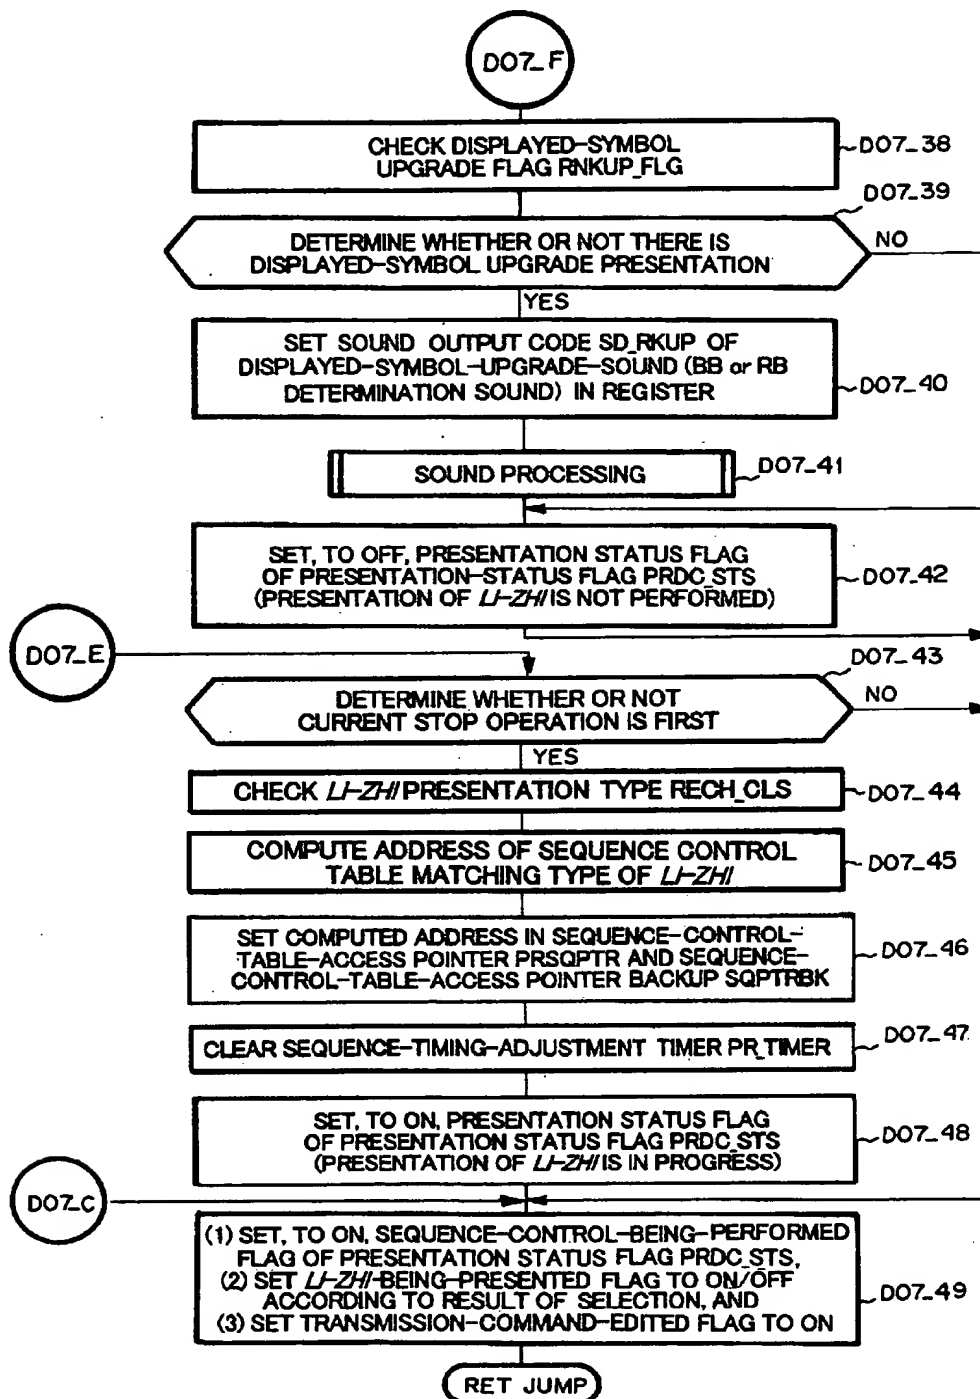 D07_F
CHECK DISPLAYED-SYMBOL
UPGRADE FLAG RNKUP_FLG
D07_38
D07_39
DETERMINE WHETHER OR NOT THERE IS
DISPLAYED-SYMBOL UPGRADE PRESENTATION
NO
YES
SET SOUND OUTPUT CODE SD_RKUP OF
DISPLAYED-SYMBOL-UPGRADE-SOUND (BB or RB
DETERMINATION SOUND) IN REGISTER
D07_40
SOUND PROCESSING
D07_41
SET, TO OFF, PRESENTATION STATUS FLAG
OF PRESENTATION-STATUS FLAG PRDC_STS
(PRESENTATION OF LI-ZHI IS NOT PERFORMED)
D07_42
D07_E
D07_43
DETERMINE WHETHER OR NOT
CURRENT STOP OPERATION IS FIRST
NO
YES
CHECK LI-ZHI PRESENTATION TYPE RECH_CLS
D07_44
COMPUTE ADDRESS OF SEQUENCE CONTROL
TABLE MATCHING TYPE OF LI-ZHI
D07_45
SET COMPUTED ADDRESS IN SEQUENCE-CONTROL-
TABLE-ACCESS POINTER PRSQPTR AND SEQUENCE-
CONTROL-TABLE-ACCESS POINTER BACKUP SQPTRBK
D07_46
CLEAR SEQUENCE-TIMING-ADJUSTMENT TIMER PR_TIMER
D07_47
SET, TO ON, PRESENTATION STATUS FLAG
OF PRESENTATION STATUS FLAG PRDC_STS
(PRESENTATION OF LI-ZHI IS IN PROGRESS)
D07_48
D07_C
(1) SET, TO ON, SEQUENCE-CONTROL-BEING-PERFORMED
FLAG OF PRESENTATION STATUS FLAG PRDC_STS,
(2) SET LI-ZHI-BEING-PRESENTED FLAG TO ON/OFF
ACCORDING TO RESULT OF SELECTION, AND
(3) SET TRANSMISSION-COMMAND-EDITED FLAG TO ON
D07_49
RET JUMP